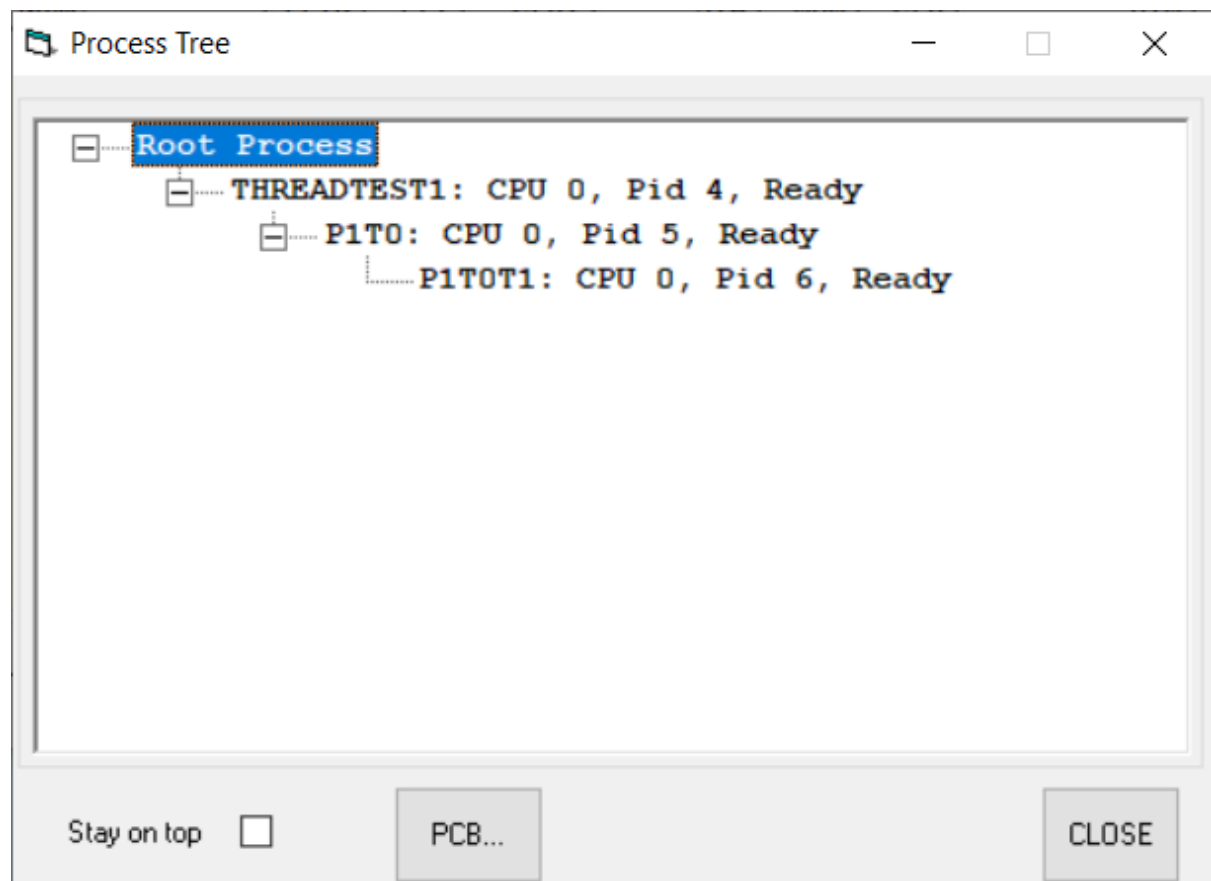 Process Tree
Root Process
THREADTEST1: CPU 0, Pid 4, Ready
P1T0: CPU 0, Pid 5, Ready
P1T0T1: CPU 0, Pid 6, Ready
Stay on top
PCB...
CLOSE